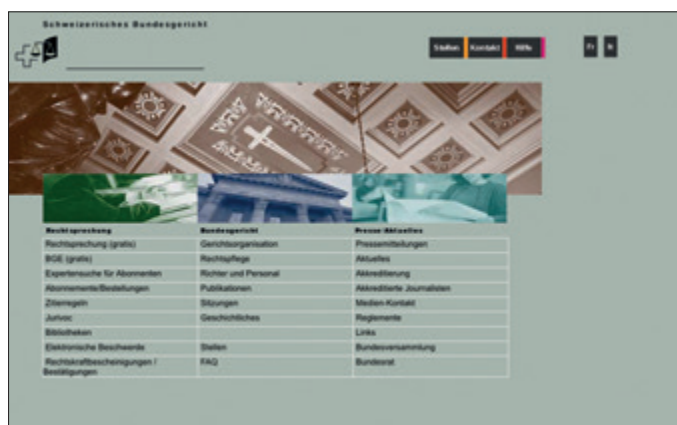 Schweizerisches Bundesgericht
Stellen Kontakt Hilfe Fr It
Rechtsprechung
Rechtsprechung (gratis)
BGE (gratis)
Expertensuche für Abonnenten
Abonnemente/Bestellungen
Zitierregeln
Jurivoc
Bibliotheken
Elektronische Beschwerde
Rechtskraftbescheinigungen /
Bestätigungen
Bundesgericht
Gerichtsorganisation
Rechtspflege
Richter und Personal
Publikationen
Sitzungen
Geschichtliches
Stellen
FAQ
Presse/Aktuelles
Pressemitteilungen
Aktuelles
Akkreditierung
Akkreditierte Journalisten
Medien-Kontakt
Reglemente
Links
Bundesversammlung
Bundesrat